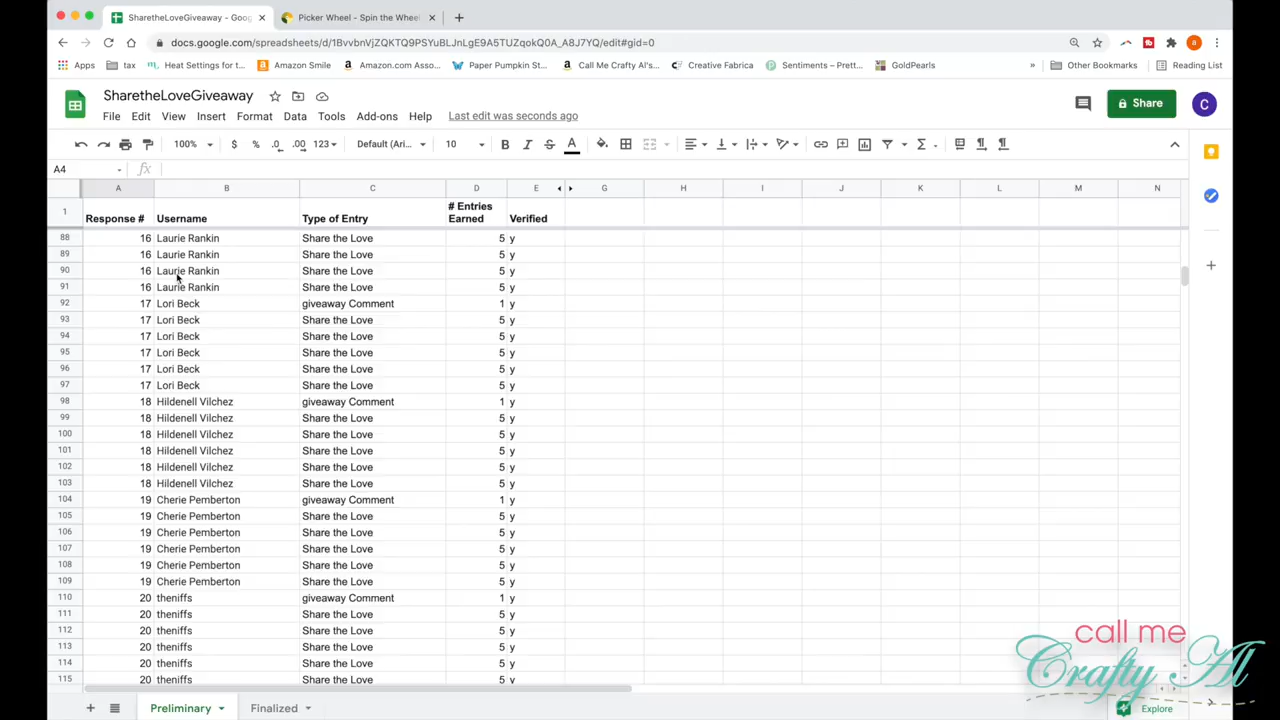 SharetheLoveGiveaway - Goog
Picker Wheel - Spin the Whee
docs.google.com/spreadsheets/d/1BvvbnVjZQKTQ9PSYuBLJnLgE9A5TUZqokQ0A_A8J7YQ/edit#gid=0
Apps tax Heat Settings for t... Amazon Smile Amazon.com Asso... Paper Pumpkin St... Call Me Crafty Al's... Creative Fabrica Sentiments – Prett... GoldPearls » Other Bookmarks Reading List
SharetheLoveGiveaway
File Edit View Insert Format Data Tools Add-ons Help Last edit was seconds ago
Share C
100% $ % .0 .00 123 Default (Ari... 10 B I S A
A4 fx
A B C D E G H I J K L M N
1 Response # Username Type of Entry # Entries Earned Verified
88 16 Laurie Rankin Share the Love 5 y
89 16 Laurie Rankin Share the Love 5 y
90 16 Laurie Rankin Share the Love 5 y
91 16 Laurie Rankin Share the Love 5 y
92 17 Lori Beck giveaway Comment 1 y
93 17 Lori Beck Share the Love 5 y
94 17 Lori Beck Share the Love 5 y
95 17 Lori Beck Share the Love 5 y
96 17 Lori Beck Share the Love 5 y
97 17 Lori Beck Share the Love 5 y
98 18 Hildenell Vilchez giveaway Comment 1 y
99 18 Hildenell Vilchez Share the Love 5 y
100 18 Hildenell Vilchez Share the Love 5 y
101 18 Hildenell Vilchez Share the Love 5 y
102 18 Hildenell Vilchez Share the Love 5 y
103 18 Hildenell Vilchez Share the Love 5 y
104 19 Cherie Pemberton giveaway Comment 1 y
105 19 Cherie Pemberton Share the Love 5 y
106 19 Cherie Pemberton Share the Love 5 y
107 19 Cherie Pemberton Share the Love 5 y
108 19 Cherie Pemberton Share the Love 5 y
109 19 Cherie Pemberton Share the Love 5 y
110 20 theniffs giveaway Comment 1 y
111 20 theniffs Share the Love 5 y
112 20 theniffs Share the Love 5 y
113 20 theniffs Share the Love 5 y
114 20 theniffs Share the Love 5 y
115 20 theniffs Share the Love 5 y
call me
Crafty Al
Preliminary Finalized Explore